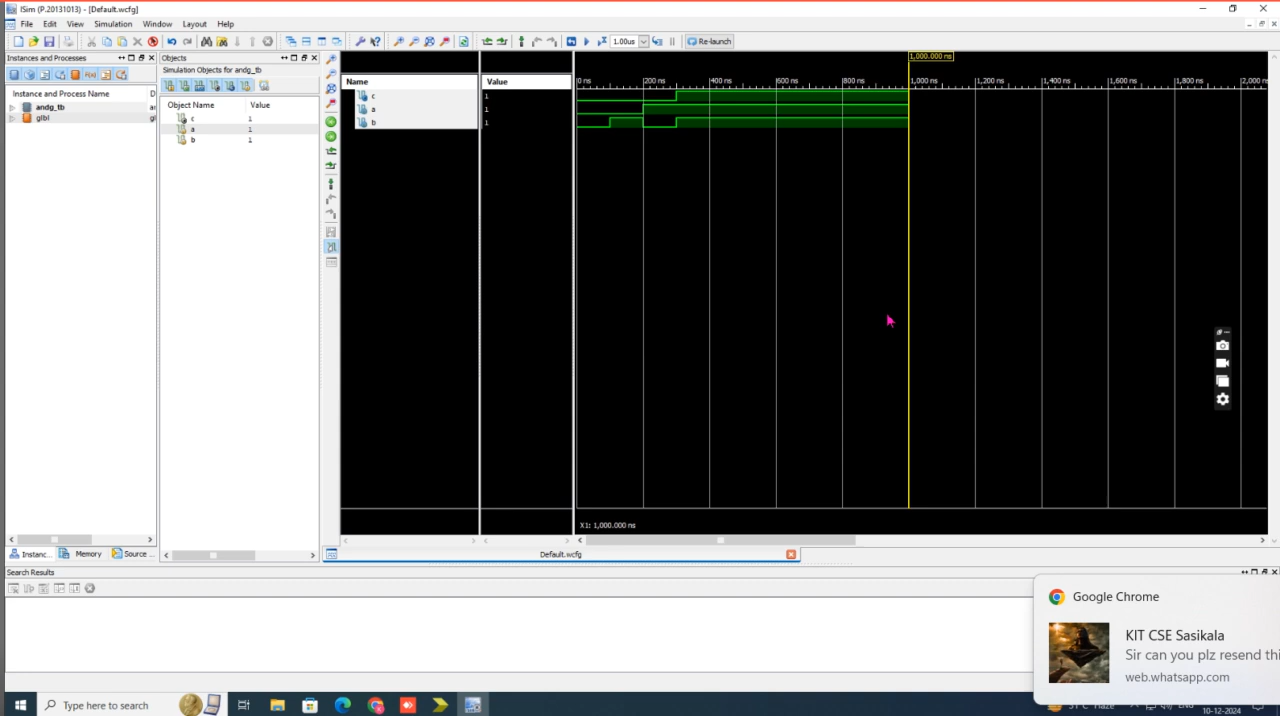 ISim (P.20131013) - [Default.wcfg]
File Edit View Simulation Window Layout Help
1.00us Re-launch
Instances and Processes
Instance and Process Name D
andg_tb ar
glbl gl
Objects
Simulation Objects for andg_tb
Object Name Value
c 1
a 1
b 1
Name Value
c 1
a 1
b 1
1,000.000 ns
0 ns 200 ns 400 ns 600 ns 800 ns 1,000 ns 1,200 ns 1,400 ns 1,600 ns 1,800 ns 2,000 ns
X1: 1,000.000 ns
Instanc... Memory Source ...
Default.wcfg
Search Results
Google Chrome
KIT CSE Sasikala
Sir can you plz resend thi
web.whatsapp.com
Type here to search
31°C Haze
10-12-2024